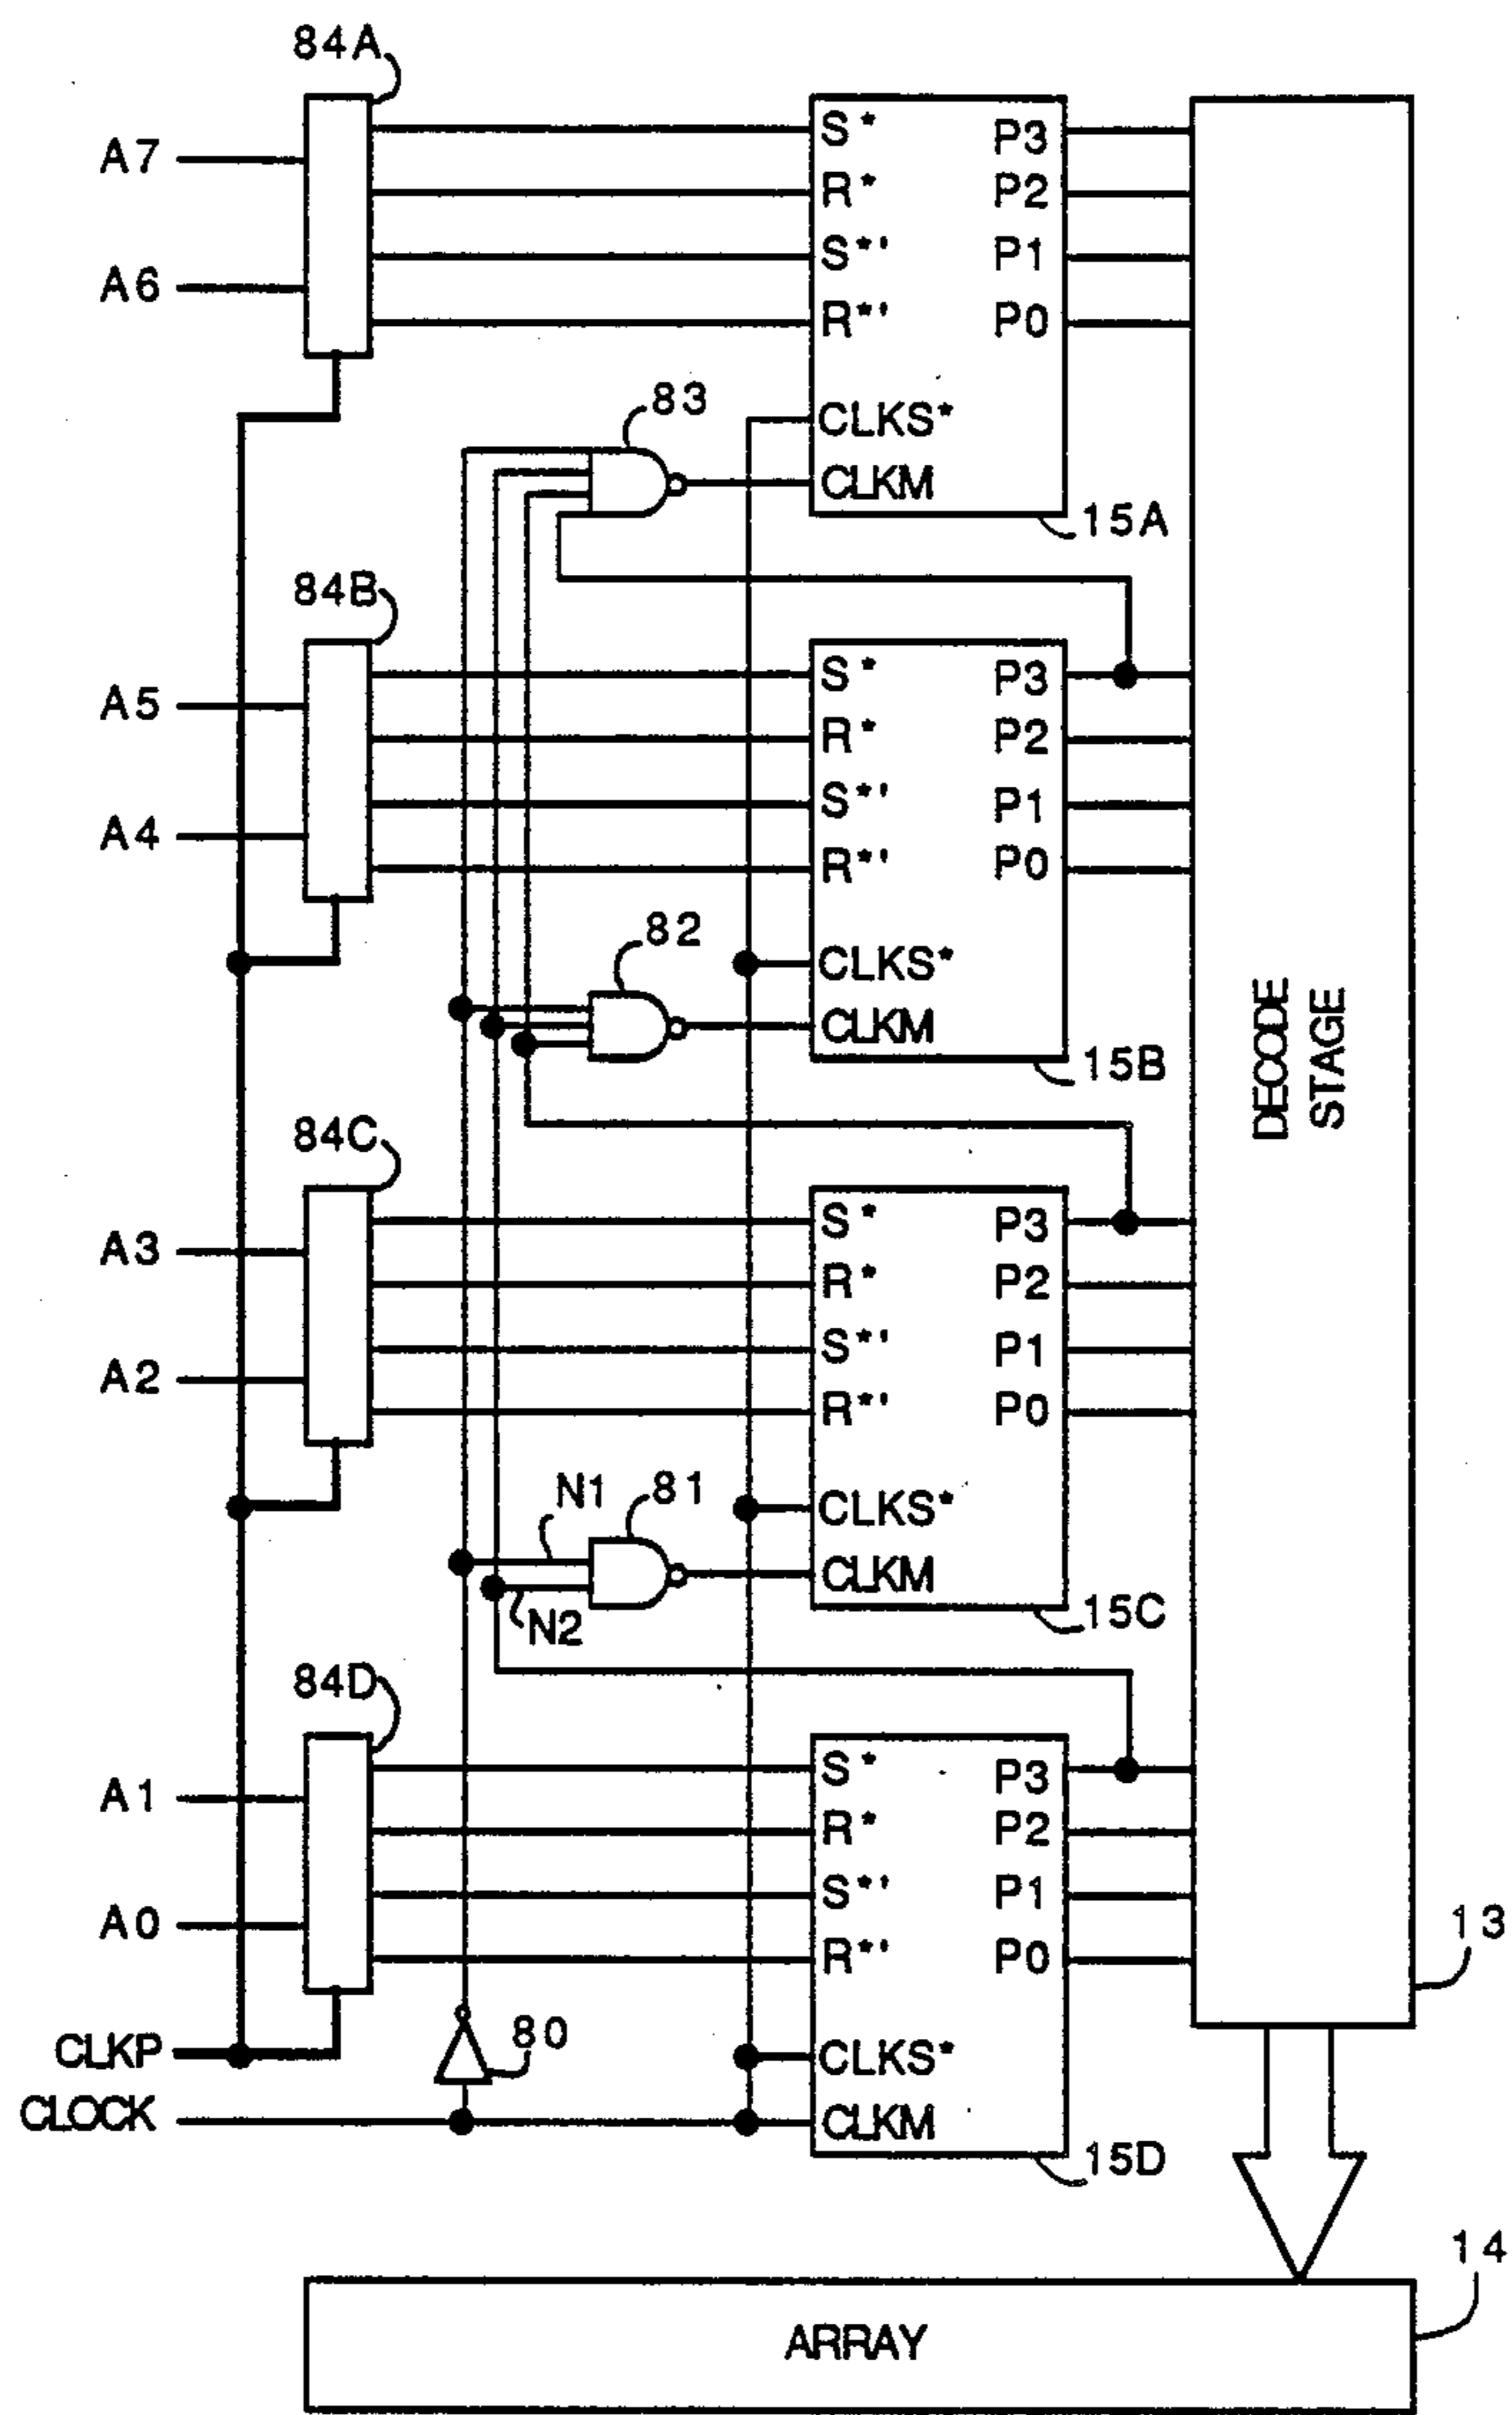 84A
A7
A6
S* P3
R* P2
S*' P1
R*' P0
CLKS*
83
CLKM
15A
84B
A5
A4
S* P3
R* P2
S*' P1
R*' P0
82
CLKS*
CLKM
15B
DECODE
STAGE
84C
A3
A2
S* P3
R* P2
S*' P1
R*' P0
N1 81
CLKS*
CLKM
N2
15C
84D
A1
A0
S* P3
R* P2
S*' P1
R*' P0
13
80
CLKP
CLKS*
CLOCK
CLKM
15D
14
ARRAY